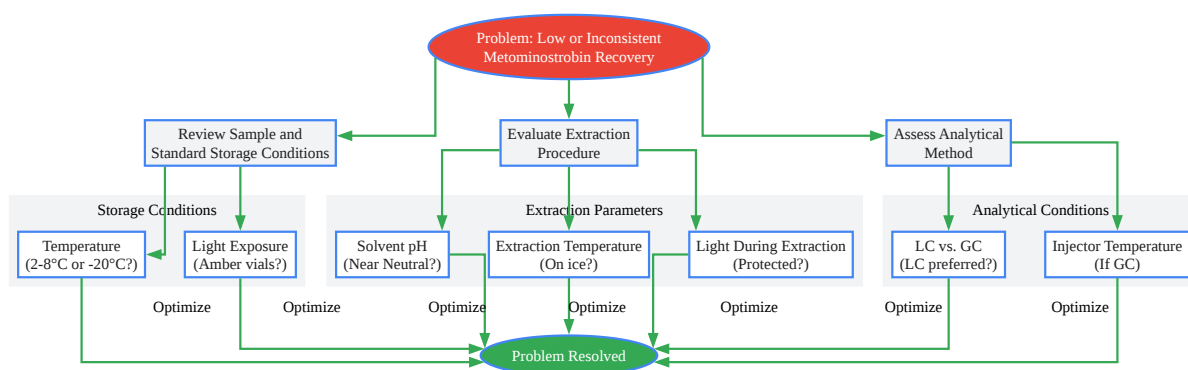 Problem: Low or Inconsistent
Metominostrobin Recovery
Review Sample and
Standard Storage Conditions
Evaluate Extraction
Procedure
Assess Analytical
Method
Storage Conditions
Extraction Parameters
Analytical Conditions
Temperature
(2-8°C or -20°C?)
Light Exposure
(Amber vials?)
Solvent pH
(Near Neutral?)
Extraction Temperature
(On ice?)
Light During Extraction
(Protected?)
LC vs. GC
(LC preferred?)
Injector Temperature
(If GC)
Optimize
Optimize
Optimize
Optimize
Optimize
Optimize
Optimize
Problem Resolved